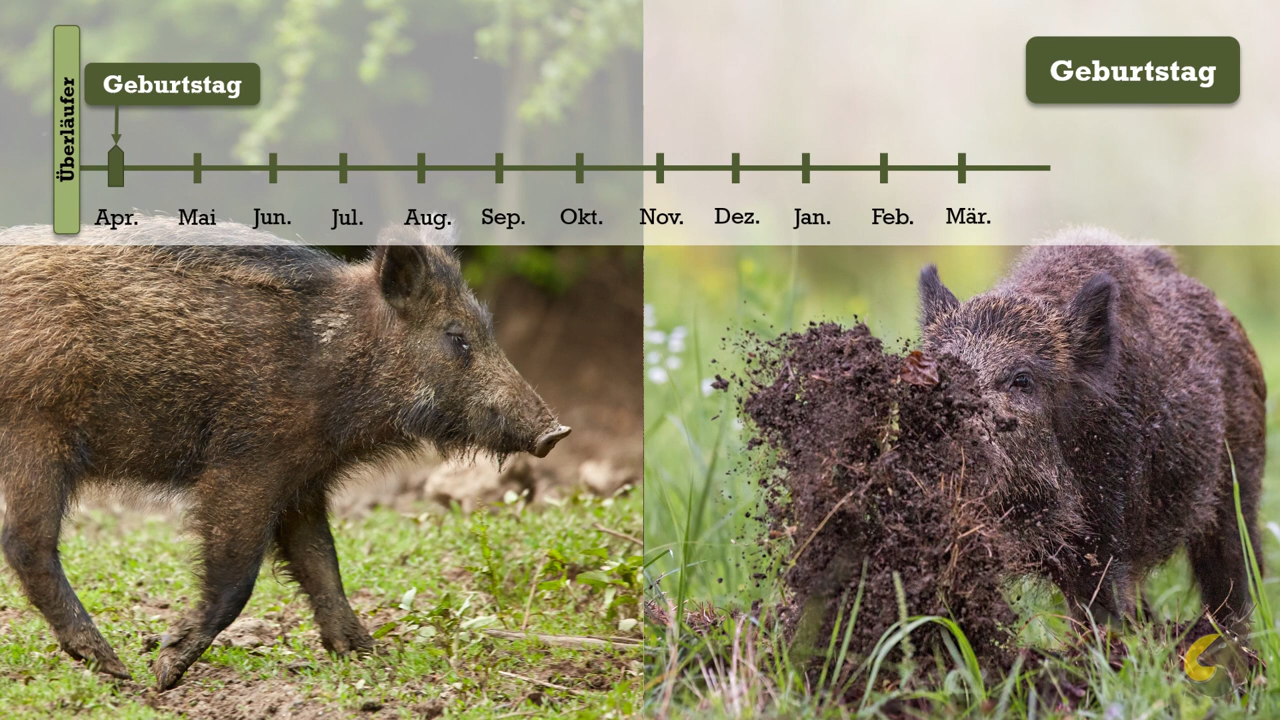 Überläufer
Geburtstag
Geburtstag
Apr. Mai Jun. Jul. Aug. Sep. Okt. Nov. Dez. Jan. Feb. Mär.